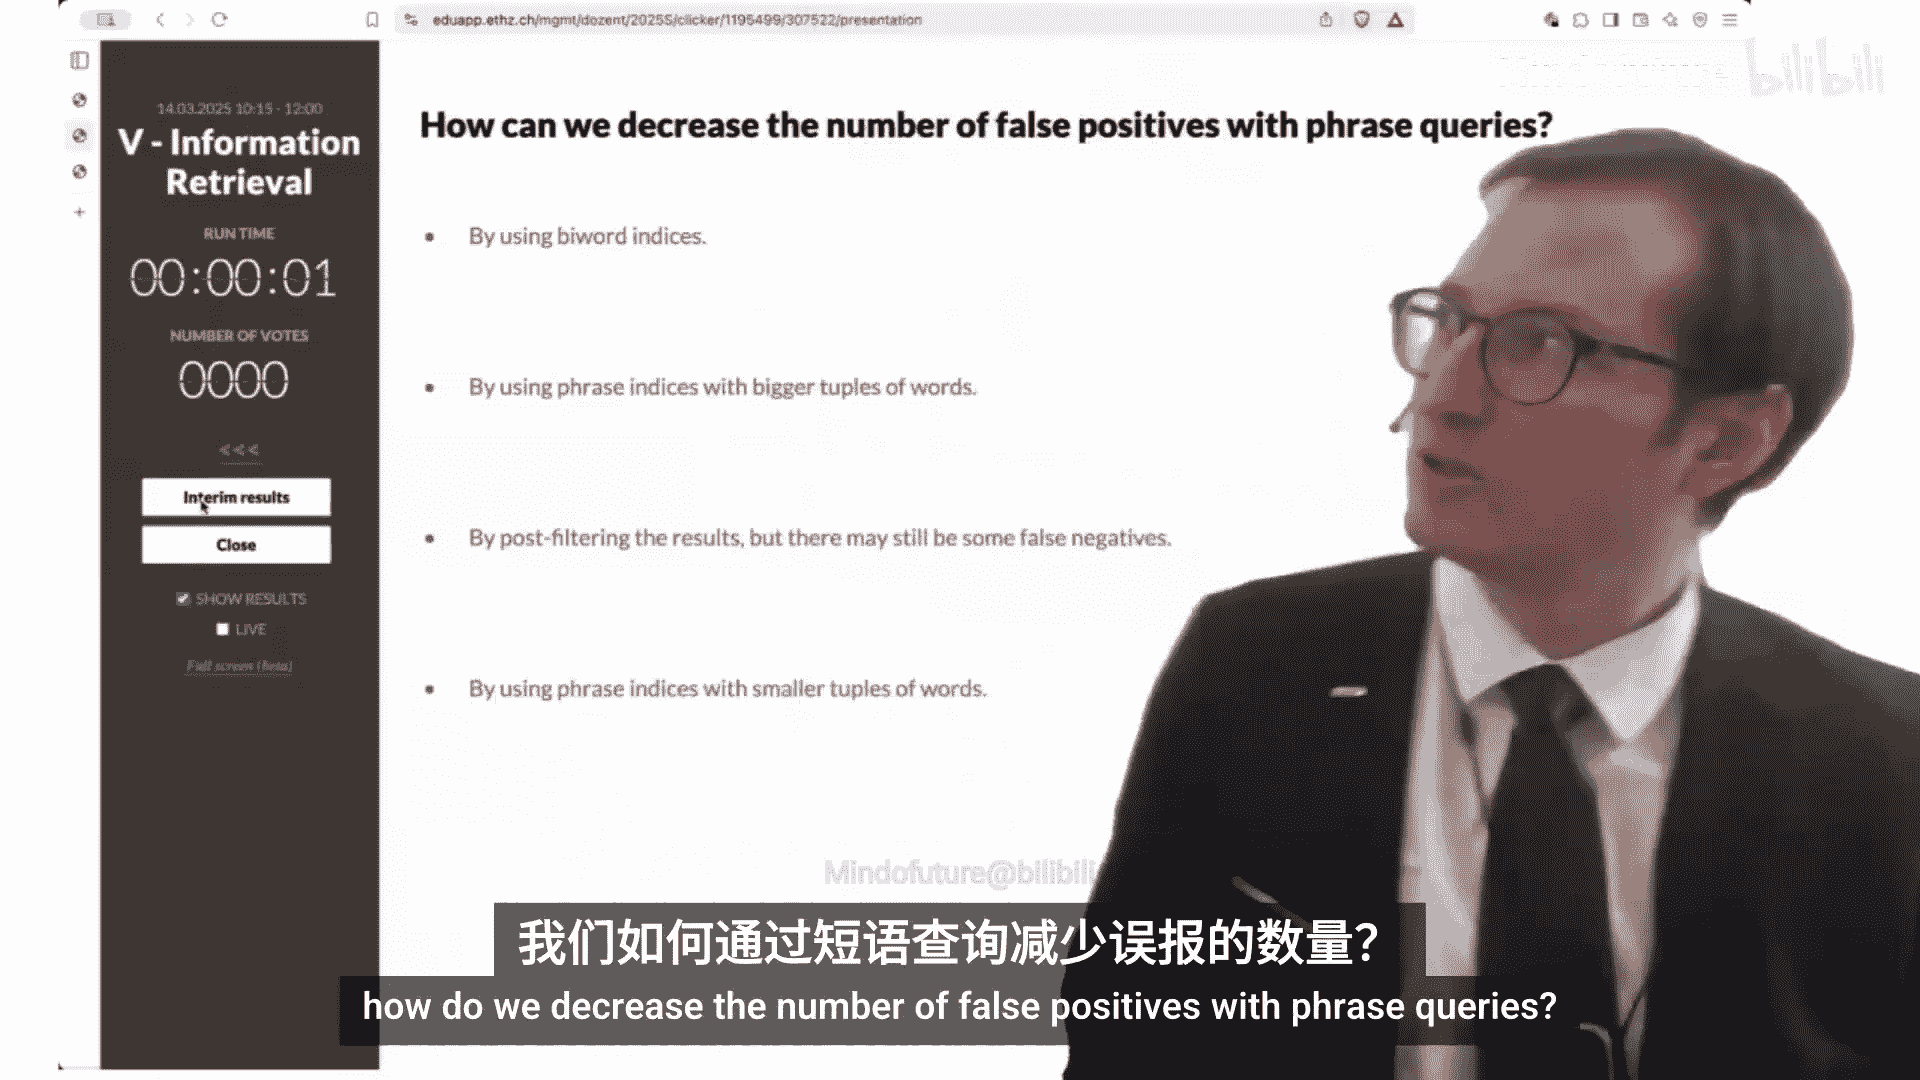 eduapp.ethz.ch/mgmt/dozent/2025S/clicker/1195499/307522/presentation
bilibili
14.03.2025 10:15 - 12:00
V - Information
Retrieval
RUN TIME
00:00:01
NUMBER OF VOTES
0000
<<<
Interim results
Close
SHOW RESULTS
LIVE
Full screen (beta)
How can we decrease the number of false positives with phrase queries?
• By using biword indices.
• By using phrase indices with bigger tuples of words.
• By post-filtering the results, but there may still be some false negatives.
• By using phrase indices with smaller tuples of words.
Mindofuture@bilibili
我们如何通过短语查询减少误报的数量？
how do we decrease the number of false positives with phrase queries?